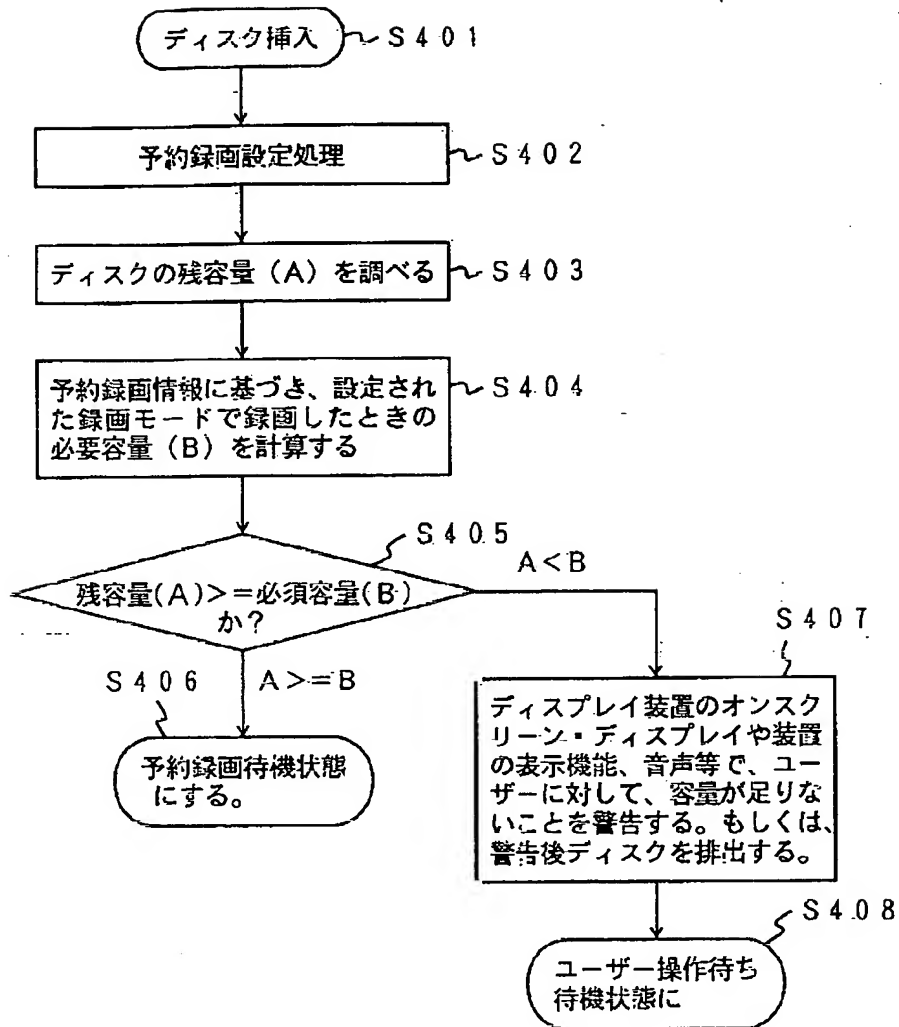 ディスク挿入
S401
予約録画設定処理
S402
ディスクの残容量（A）を調べる
S403
予約録画情報に基づき、設定され
た録画モードで録画したときの
必要容量（B）を計算する
S404
S405
残容量(A)>=必須容量(B)
か？
A<B
S406
A>=B
予約録画待機状態
にする。
S407
ディスプレイ装置のオンスク
リーン・ディスプレイや装置
の表示機能、音声等で、ユー
ザーに対して、容量が足りな
いことを警告する。もしくは、
警告後ディスクを排出する。
S408
ユーザー操作待ち
待機状態に